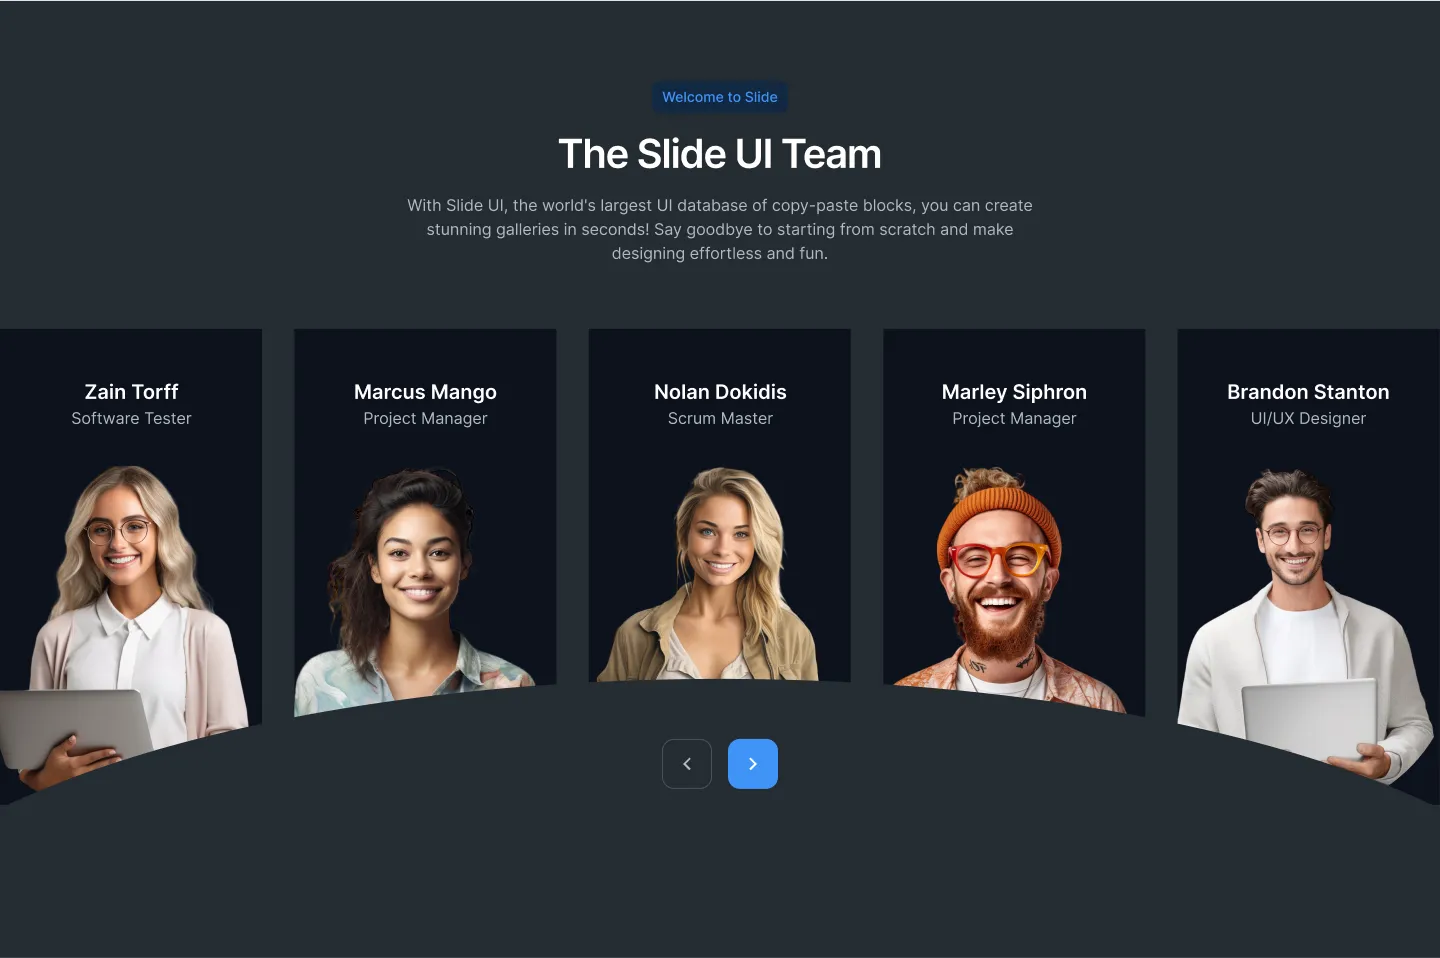 Welcome to Slide
The Slide UI Team
With Slide UI, the world's largest UI database of copy-paste blocks, you can create
stunning galleries in seconds! Say goodbye to starting from scratch and make
designing effortless and fun.
Zain Torff
Software Tester
Marcus Mango
Project Manager
Nolan Dokidis
Scrum Master
Marley Siphron
Project Manager
Brandon Stanton
UI/UX Designer